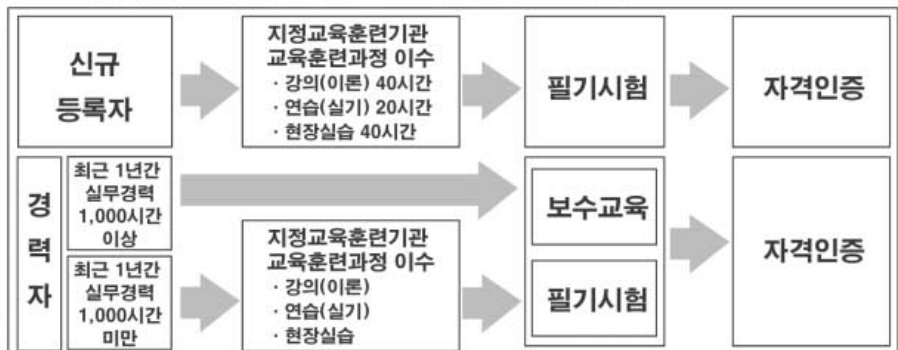 신규
등록자
지정교육훈련기관
교육훈련과정 이수
· 강의(이론) 40시간
· 연습(실기) 20시간
· 현장실습 40시간
필기시험
자격인증
경
력
자
최근 1년간
실무경력
1,000시간
이상
보수교육
최근 1년간
실무경력
1,000시간
미만
지정교육훈련기관
교육훈련과정 이수
· 강의(이론)
· 연습(실기)
· 현장실습
필기시험
자격인증